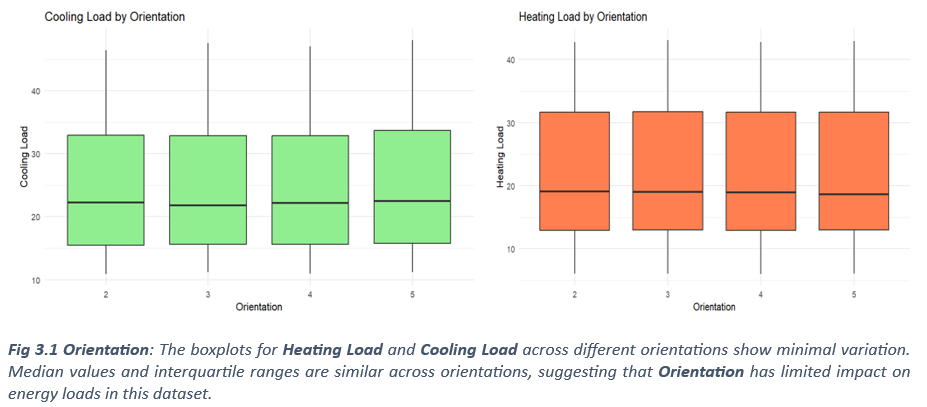 Cooling Load by Orientation
Cooling Load
40
30
20
10
2 3 4 5
Orientation
Heating Load by Orientation
Heating Load
40
30
20
10
2 3 4 5
Orientation
Fig 3.1 Orientation: The boxplots for Heating Load and Cooling Load across different orientations show minimal variation.
Median values and interquartile ranges are similar across orientations, suggesting that Orientation has limited impact on
energy loads in this dataset.